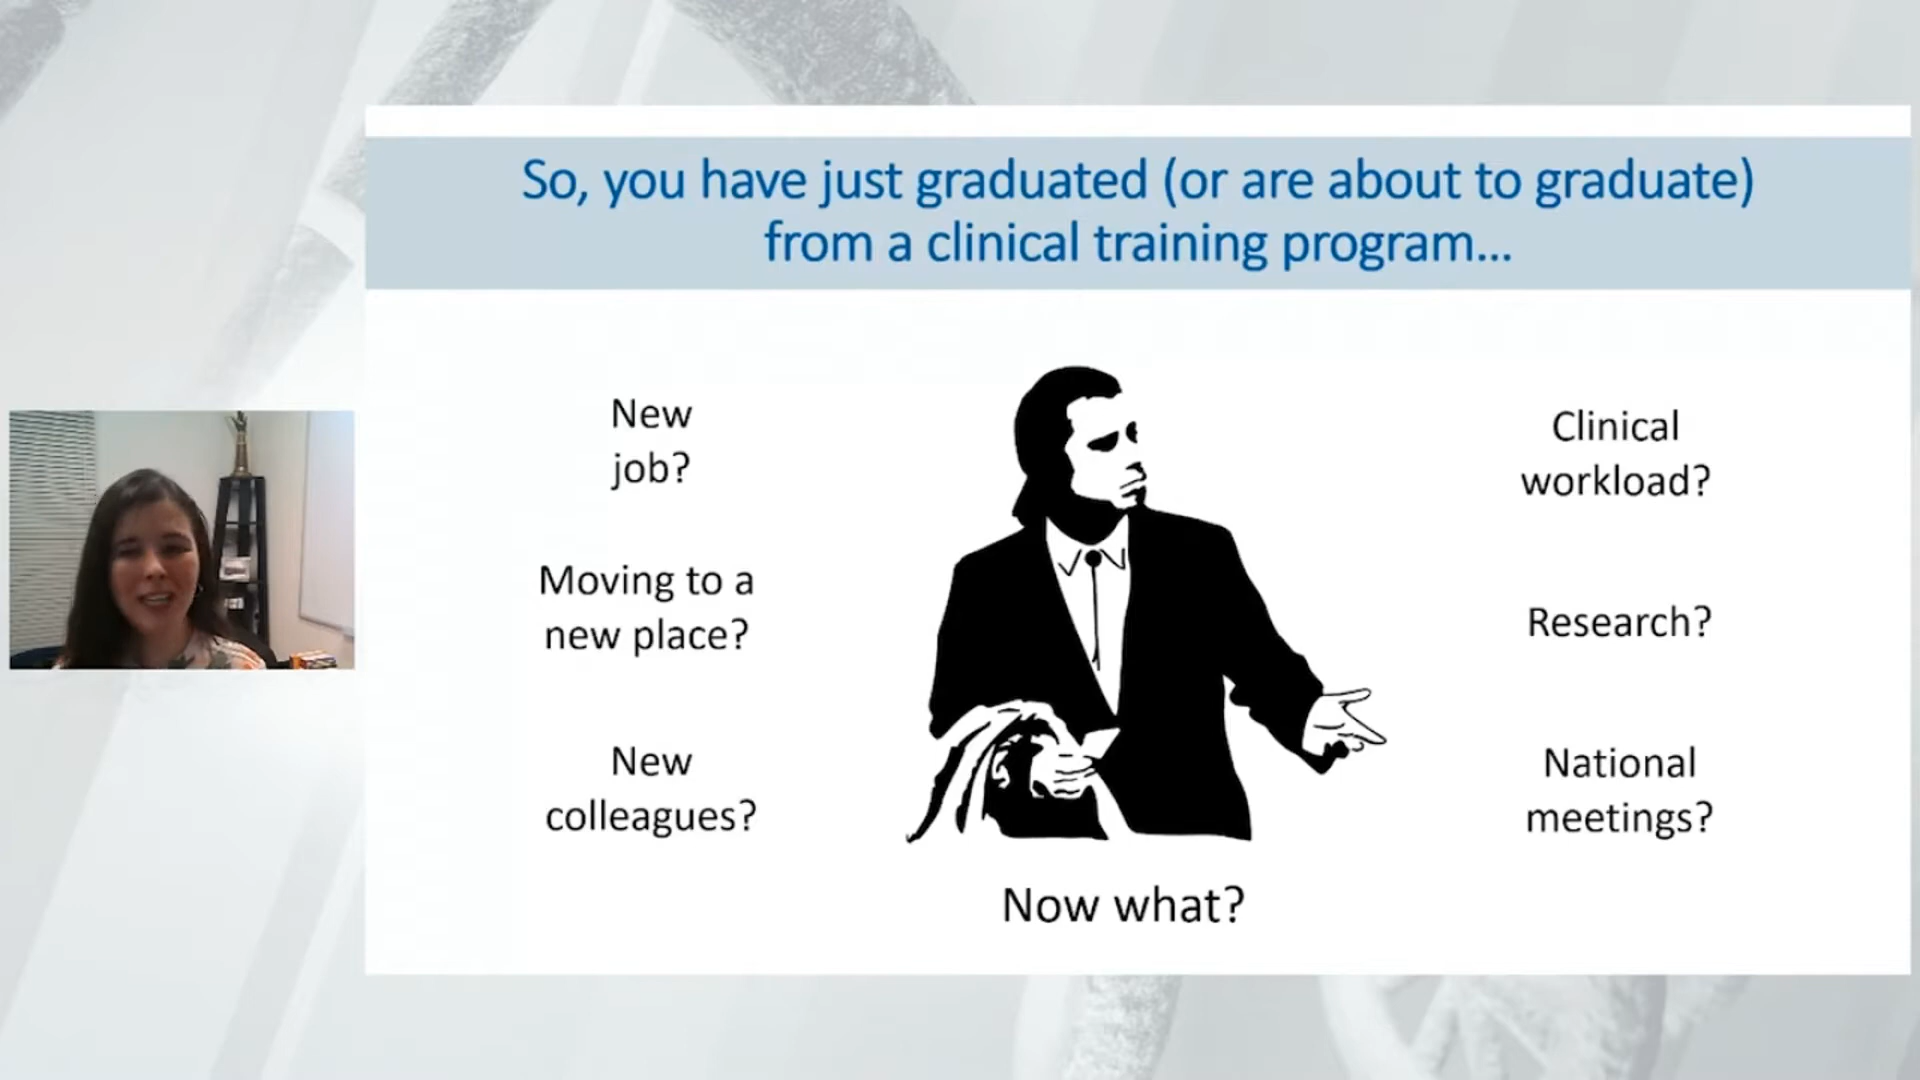 So, you have just graduated (or are about to graduate)
from a clinical training program...
New
job?
Moving to a
new place?
New
colleagues?
Clinical
workload?
Research?
National
meetings?
Now what?